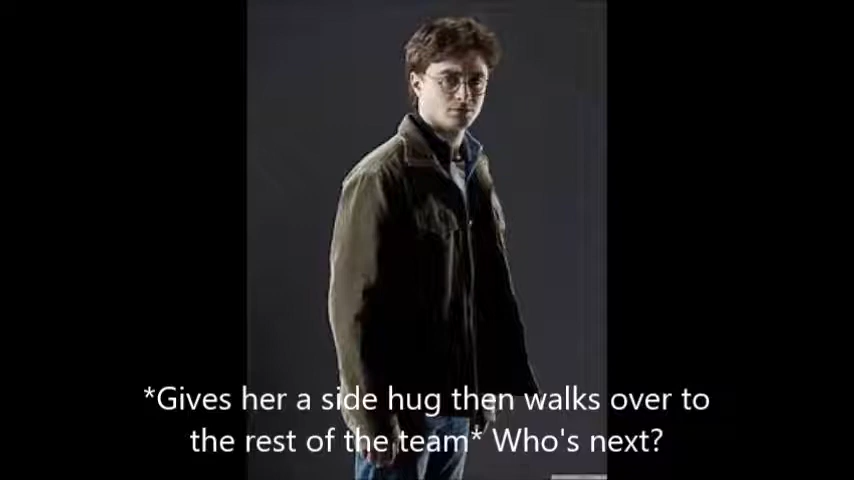 *Gives her a side hug then walks over to
the rest of the team* Who's next?